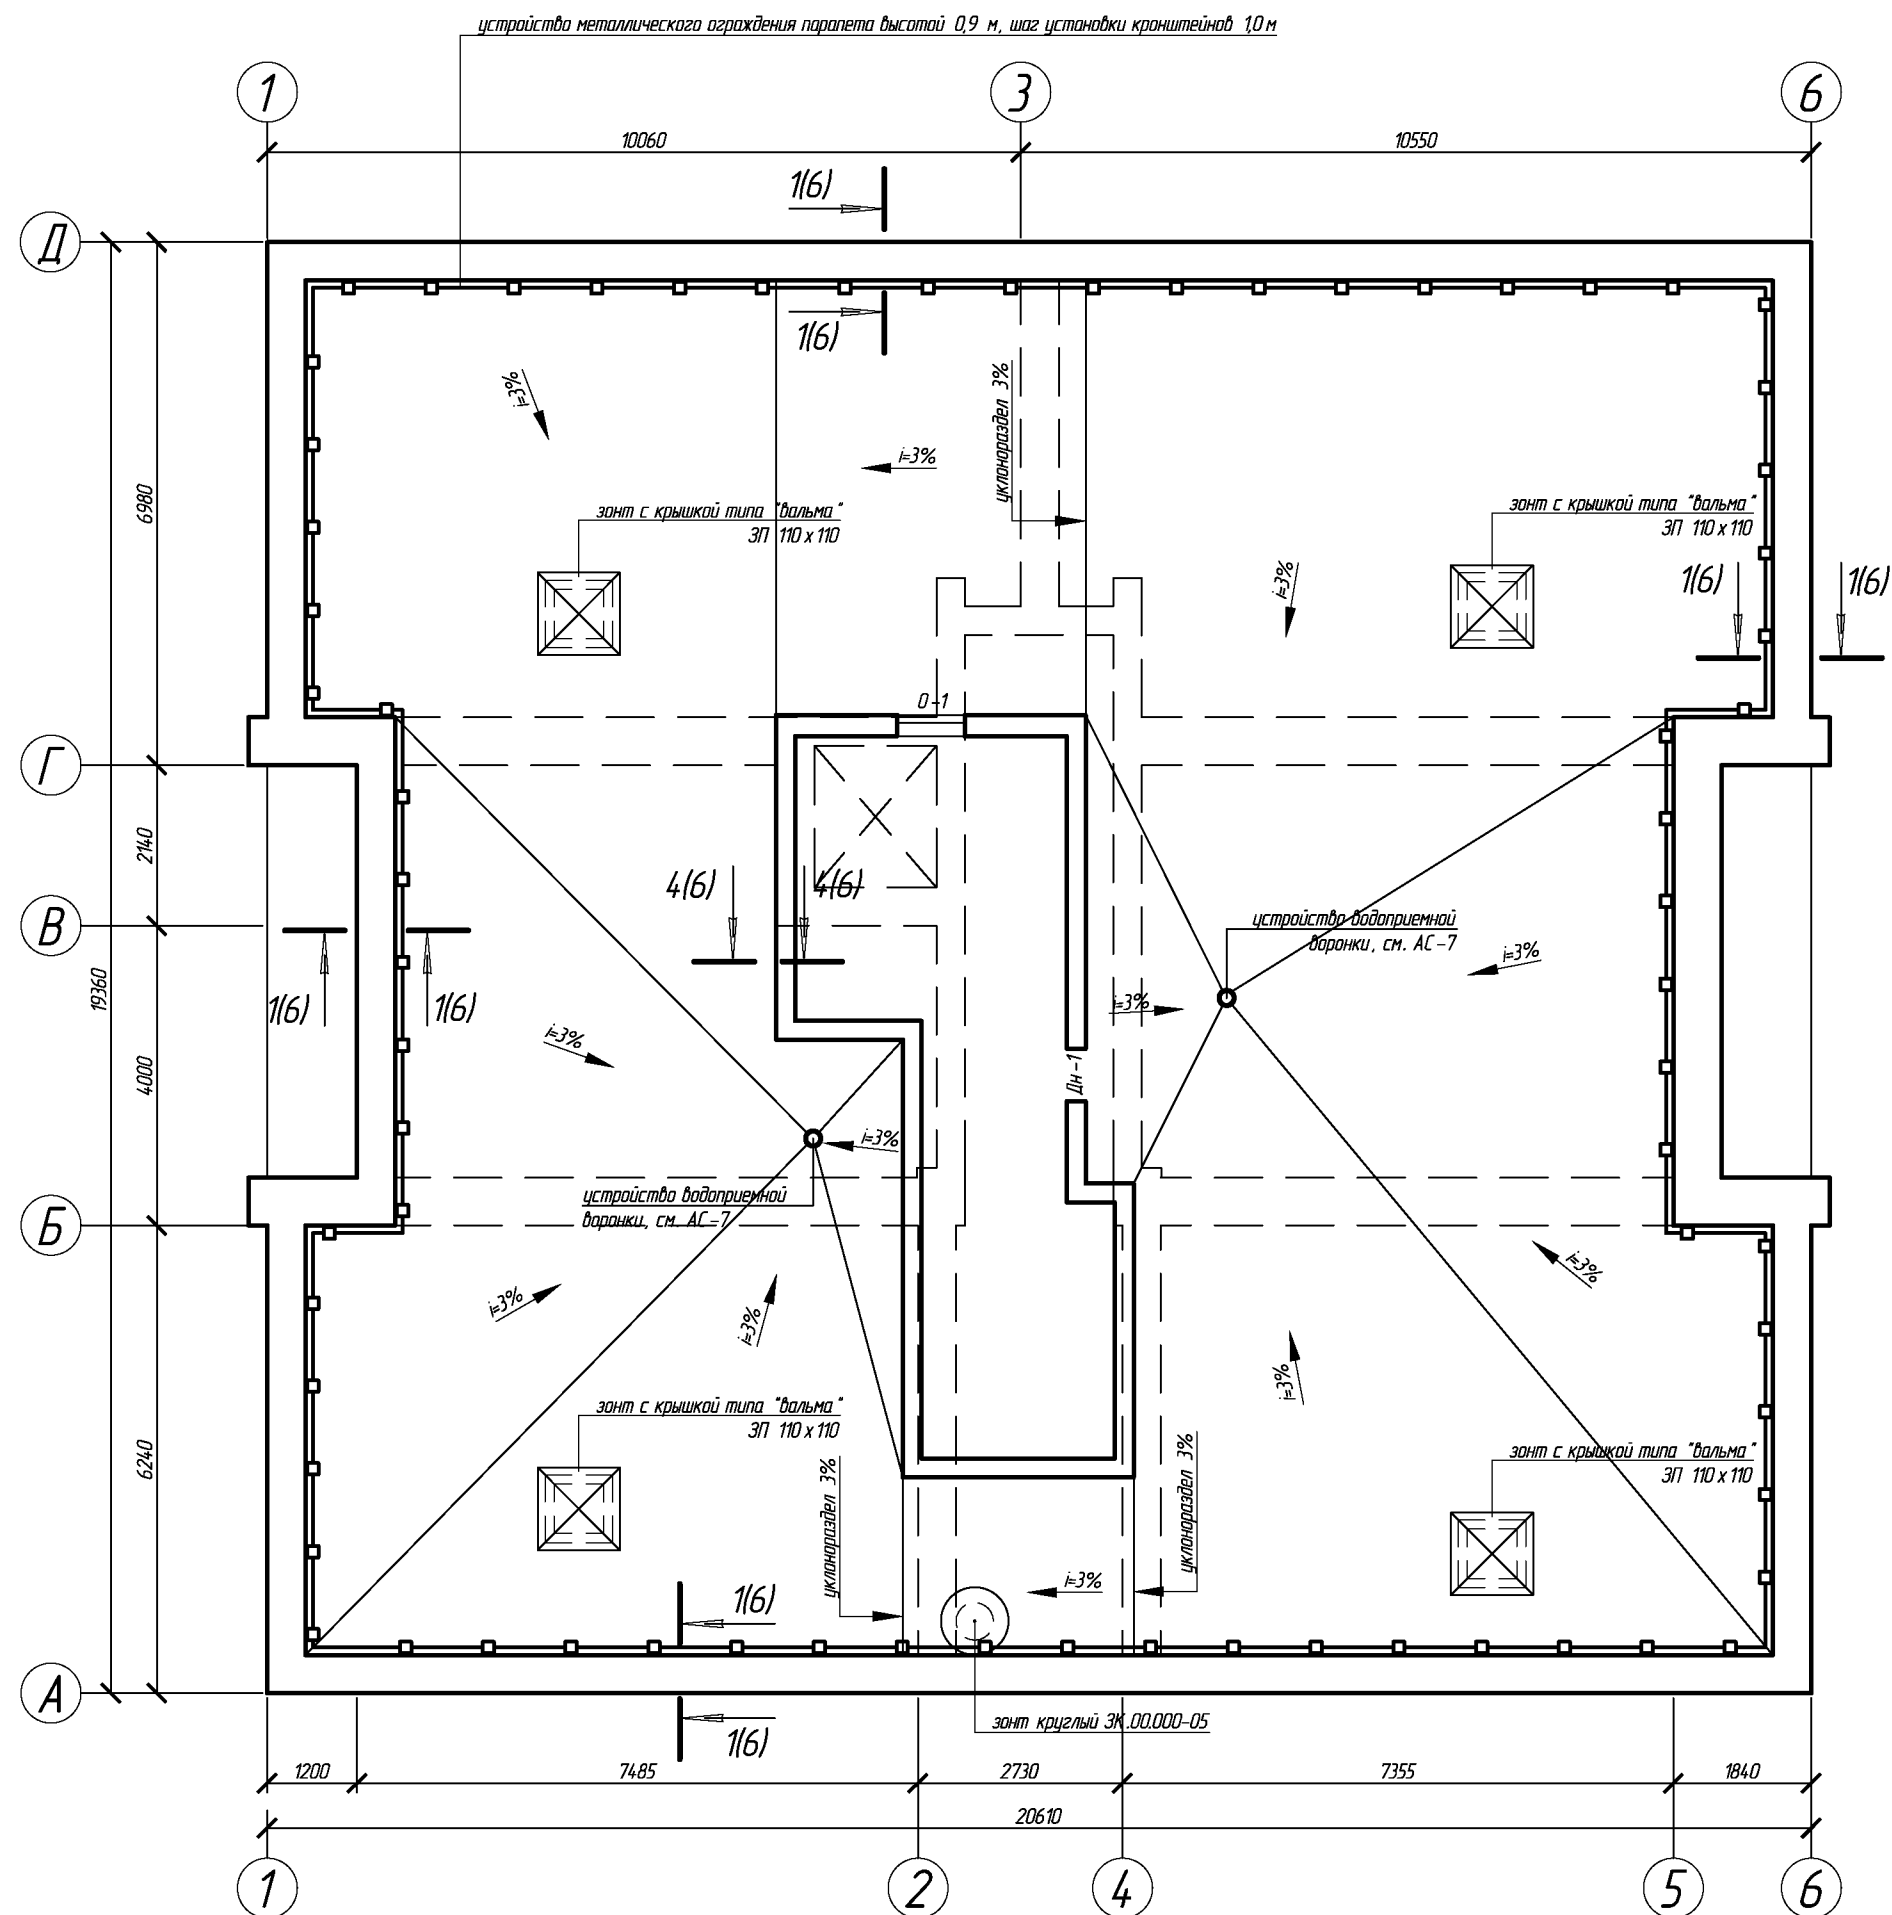 устройство металлического ограждения парапета высотой 0,9 м, шаг установки кронштейнов 1,0 м
1
3
6
10060
10550
1(6)
Д
1(6)
i=3%
i=3%
уклонораздел 3%
зонт с крышкой типа "вальма"
ЗП 110 х 110
зонт с крышкой типа "вальма"
ЗП 110 х 110
6980
i=3%
1(6)
1(6)
О-1
Г
2140
4(6)
4(6)
В
устройство водоприемной
воронки, см. АС-7
i=3%
19360
1(6)
1(6)
i=3%
i=3%
4000
Дн-1
i=3%
устройство водоприемной
воронки, см. АС-7
Б
i=3%
i=3%
i=3%
i=3%
зонт с крышкой типа "вальма"
ЗП 110 х 110
6240
уклонораздел 3%
уклонораздел 3%
зонт с крышкой типа "вальма"
ЗП 110 х 110
i=3%
1(6)
А
1(6)
зонт круглый ЗК.00.000-05
1200
7485
2730
7355
1840
20610
1
2
4
5
6